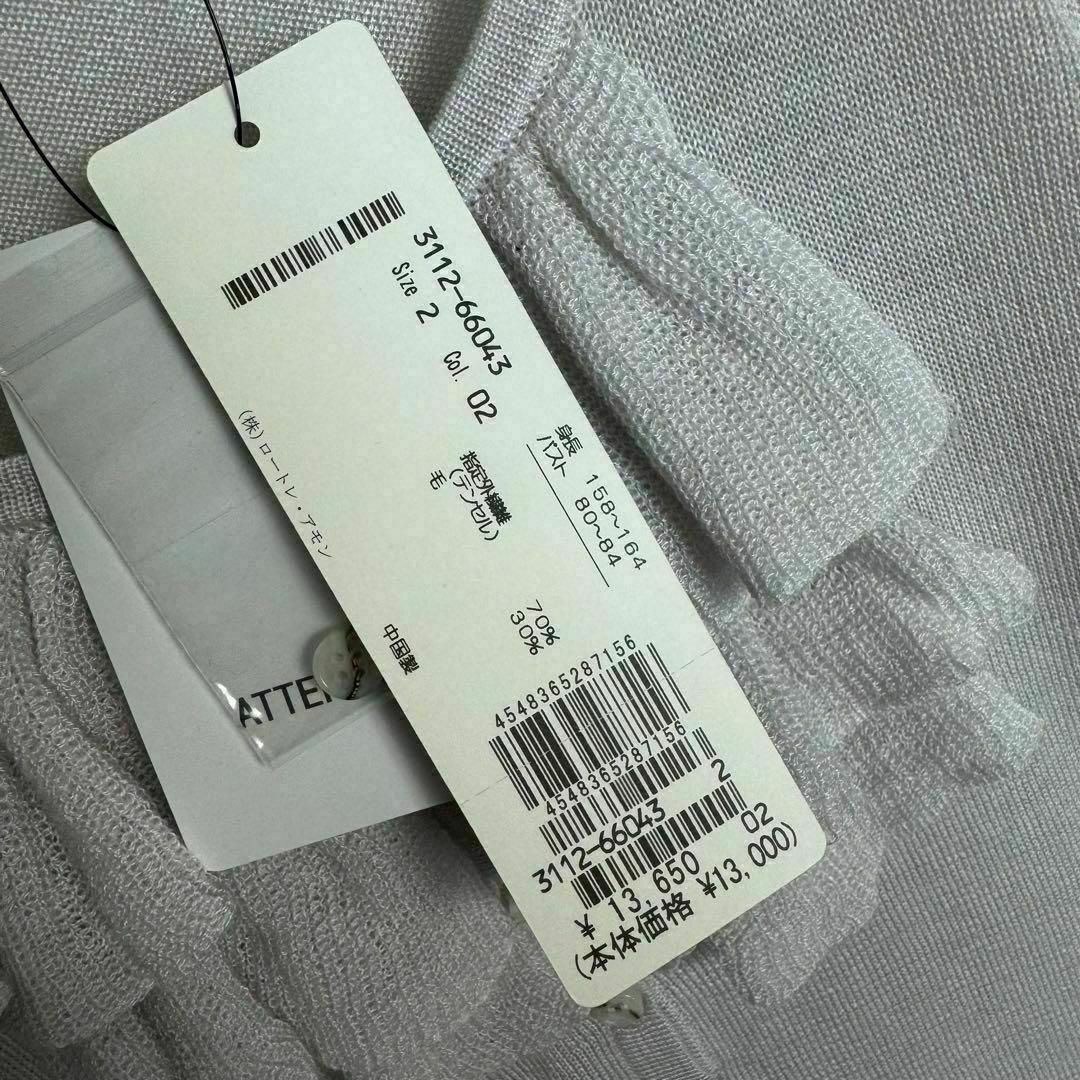 3112-66043
Size 2 Col. 02
身長 158~164
バスト 80~84
指定外繊維
(テンセル) 70%
毛 30%
(株)ロートレ・アモン
中国製
4548365287156
4548365287156
3112-66043 2
02
¥ 13,650
(本体価格 ¥13,000)